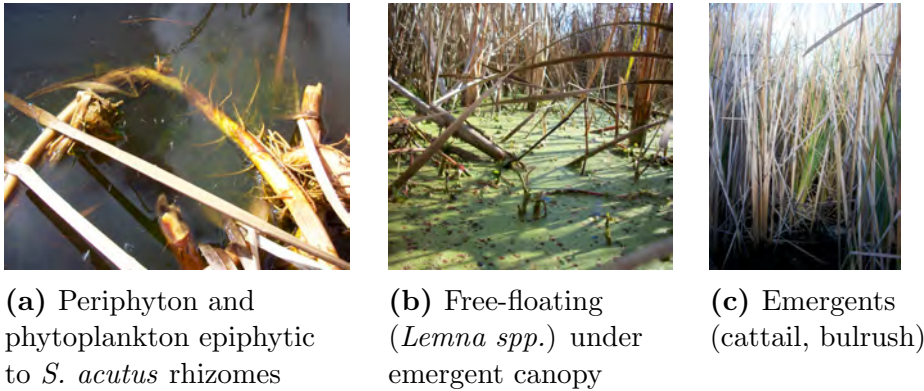 (a) Periphyton and
phytoplankton epiphytic
to S. acutus rhizomes
(b) Free-floating
(Lemna spp.) under
emergent canopy
(c) Emergents
(cattail, bulrush)